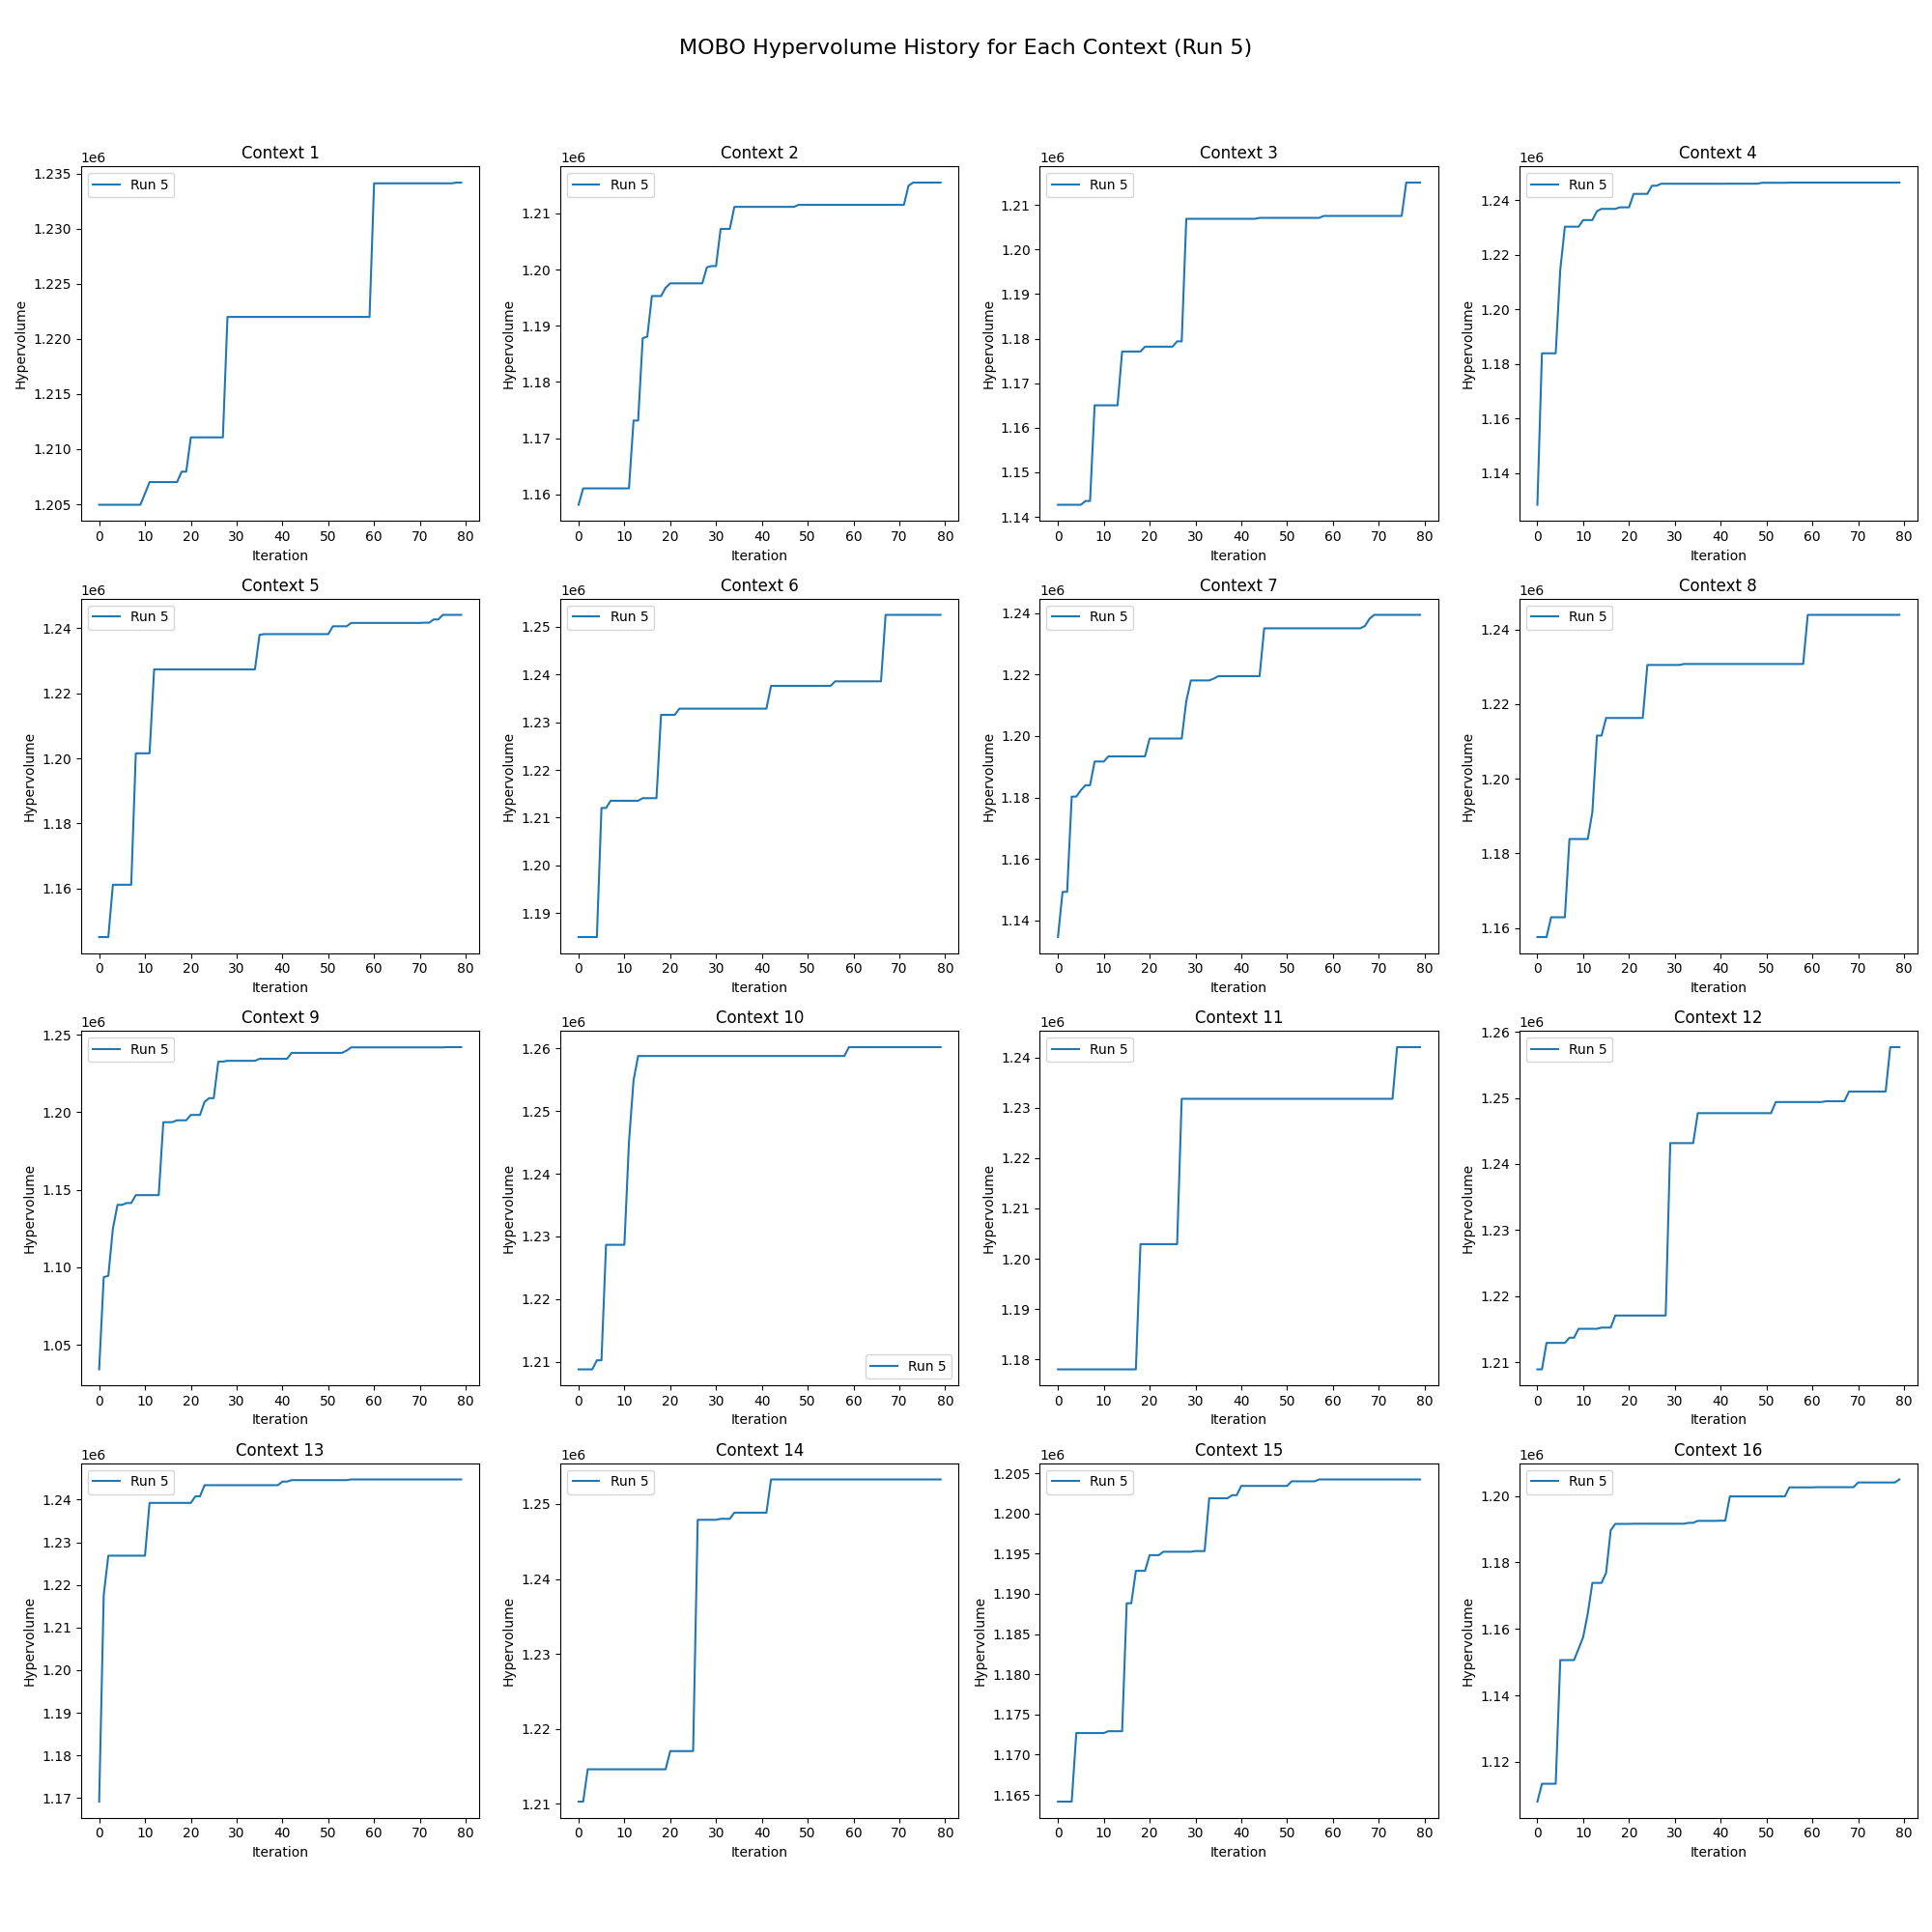 MOBO Hypervolume History for Each Context (Run 5)
Context 1
1e6
Run 5
1.235
1.230
1.225
1.220
1.215
1.210
1.205
Hypervolume
0 10 20 30 40 50 60 70 80
Iteration
Context 2
1e6
Run 5
1.21
1.20
1.19
1.18
1.17
1.16
Hypervolume
0 10 20 30 40 50 60 70 80
Iteration
Context 3
1e6
Run 5
1.21
1.20
1.19
1.18
1.17
1.16
1.15
1.14
Hypervolume
0 10 20 30 40 50 60 70 80
Iteration
Context 4
1e6
Run 5
1.24
1.22
1.20
1.18
1.16
1.14
Hypervolume
0 10 20 30 40 50 60 70 80
Iteration
Context 5
1e6
Run 5
1.24
1.22
1.20
1.18
1.16
Hypervolume
0 10 20 30 40 50 60 70 80
Iteration
Context 6
1e6
Run 5
1.25
1.24
1.23
1.22
1.21
1.20
1.19
Hypervolume
0 10 20 30 40 50 60 70 80
Iteration
Context 7
1e6
Run 5
1.24
1.22
1.20
1.18
1.16
1.14
Hypervolume
0 10 20 30 40 50 60 70 80
Iteration
Context 8
1e6
Run 5
1.24
1.22
1.20
1.18
1.16
Hypervolume
0 10 20 30 40 50 60 70 80
Iteration
Context 9
1e6
Run 5
1.25
1.20
1.15
1.10
1.05
Hypervolume
0 10 20 30 40 50 60 70 80
Iteration
Context 10
1e6
1.26
1.25
1.24
1.23
1.22
1.21
Run 5
Hypervolume
0 10 20 30 40 50 60 70 80
Iteration
Context 11
1e6
Run 5
1.24
1.23
1.22
1.21
1.20
1.19
1.18
Hypervolume
0 10 20 30 40 50 60 70 80
Iteration
Context 12
1e6
Run 5
1.26
1.25
1.24
1.23
1.22
1.21
Hypervolume
0 10 20 30 40 50 60 70 80
Iteration
Context 13
1e6
Run 5
1.24
1.23
1.22
1.21
1.20
1.19
1.18
1.17
Hypervolume
0 10 20 30 40 50 60 70 80
Iteration
Context 14
1e6
Run 5
1.25
1.24
1.23
1.22
1.21
Hypervolume
0 10 20 30 40 50 60 70 80
Iteration
Context 15
1e6
Run 5
1.205
1.200
1.195
1.190
1.185
1.180
1.175
1.170
1.165
Hypervolume
0 10 20 30 40 50 60 70 80
Iteration
Context 16
1e6
Run 5
1.20
1.18
1.16
1.14
1.12
Hypervolume
0 10 20 30 40 50 60 70 80
Iteration